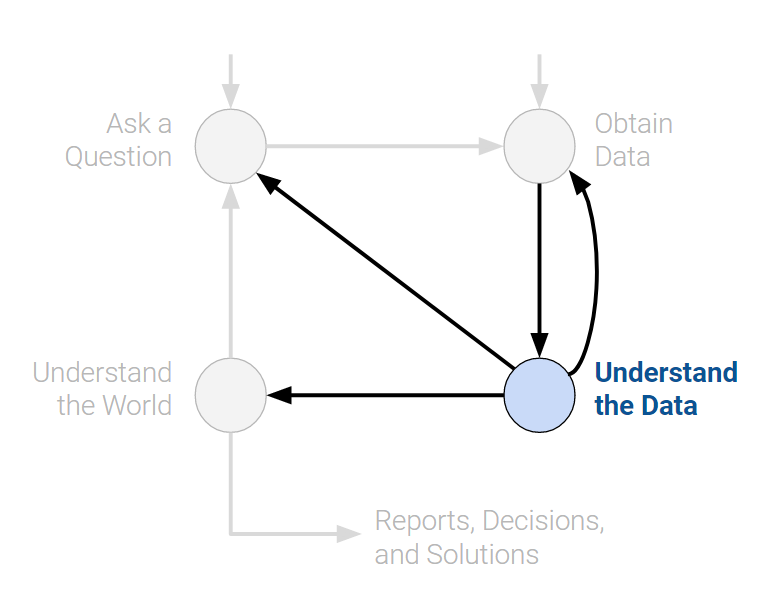 Ask a
Question
Obtain
Data
Understand
the World
Understand
the Data
Reports, Decisions,
and Solutions